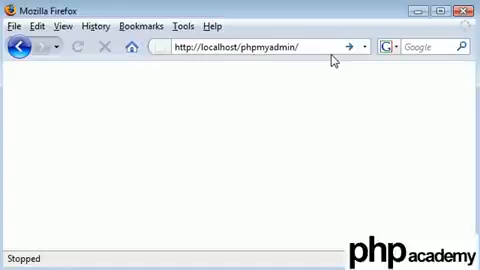 Mozilla Firefox
File Edit View History Bookmarks Tools Help
http://localhost/phpmyadmin/
G Google
Stopped
php academy